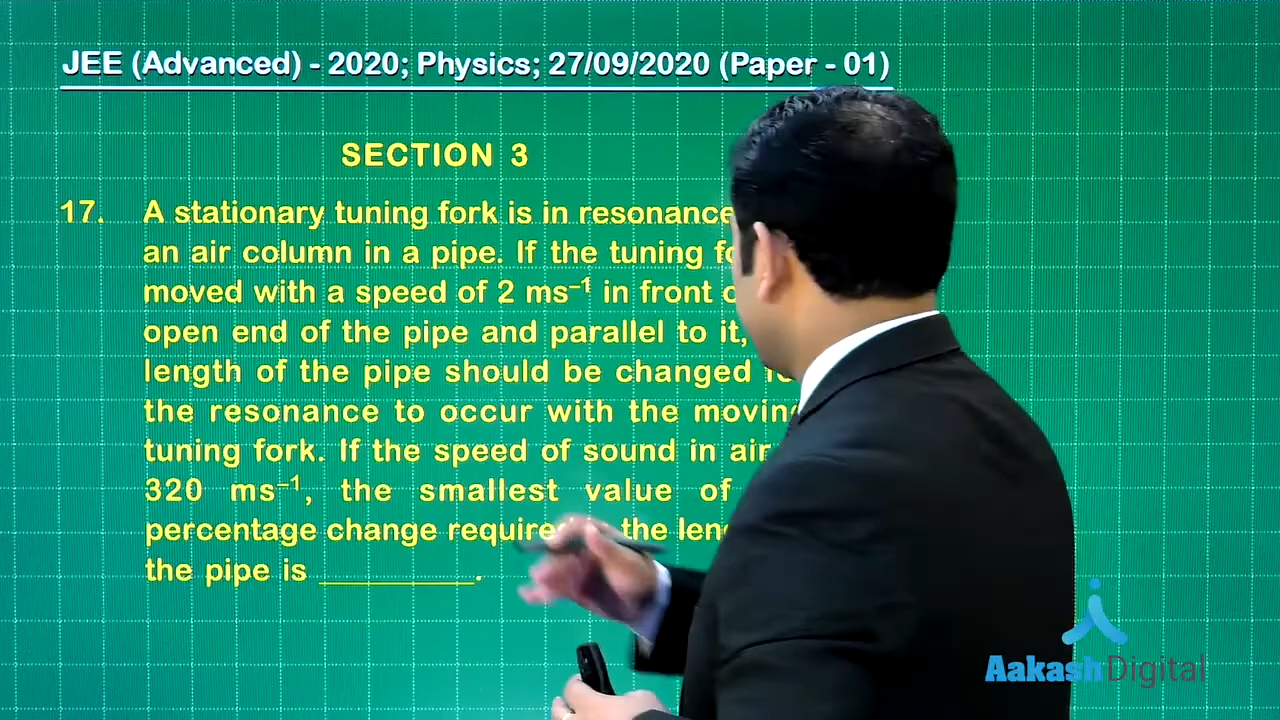 JEE (Advanced) - 2020; Physics; 27/09/2020 (Paper - 01)
SECTION 3
17. A stationary tuning fork is in resonance
an air column in a pipe. If the tuning
moved with a speed of 2 ms⁻¹ in front
open end of the pipe and parallel to it,
length of the pipe should be changed
the resonance to occur with the moving
tuning fork. If the speed of sound in air
320 ms⁻¹, the smallest value of
percentage change the
the pipe is __________.
AakashDigital